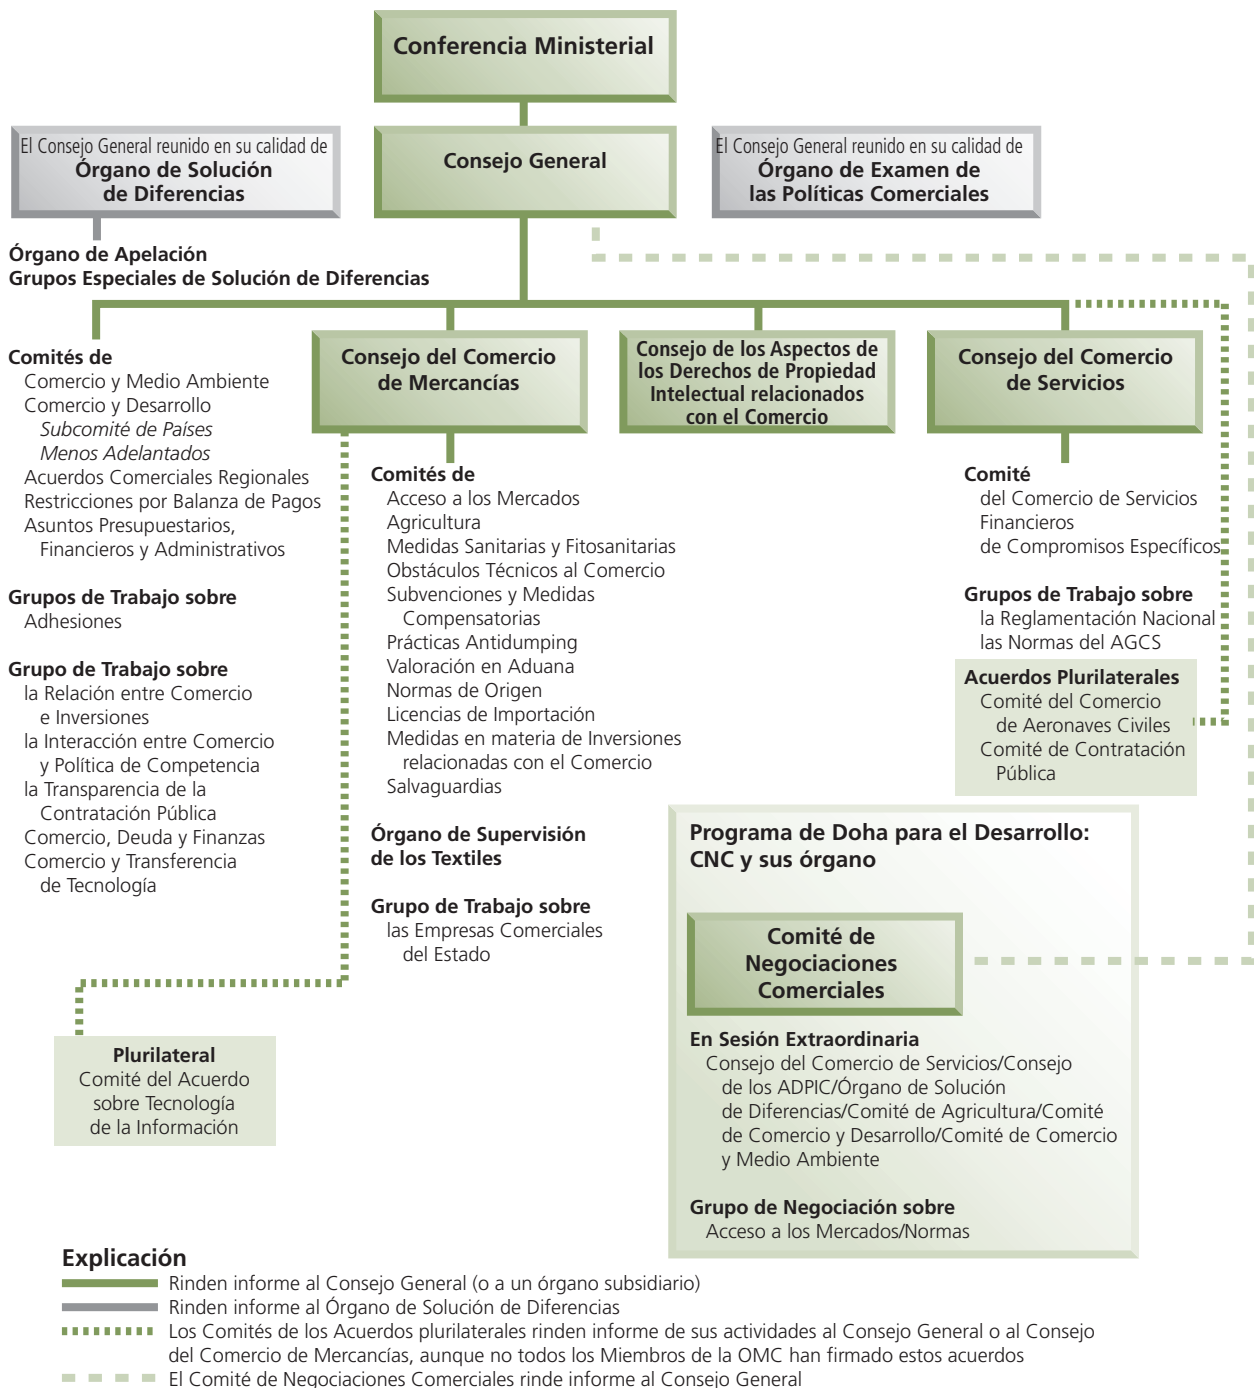 Conferencia Ministerial
El Consejo General reunido en su calidad de
Órgano de Solución
de Diferencias
Consejo General
El Consejo General reunido en su calidad de
Órgano de Examen de
las Políticas Comerciales
Órgano de Apelación
Grupos Especiales de Solución de Diferencias
Comités de
Comercio y Medio Ambiente
Comercio y Desarrollo
Subcomité de Países
Menos Adelantados
Acuerdos Comerciales Regionales
Restricciones por Balanza de Pagos
Asuntos Presupuestarios,
Financieros y Administrativos
Grupos de Trabajo sobre
Adhesiones
Grupo de Trabajo sobre
la Relación entre Comercio
e Inversiones
la Interacción entre Comercio
y Política de Competencia
la Transparencia de la
Contratación Pública
Comercio, Deuda y Finanzas
Comercio y Transferencia
de Tecnología
Consejo del Comercio
de Mercancías
Comités de
Acceso a los Mercados
Agricultura
Medidas Sanitarias y Fitosanitarias
Obstáculos Técnicos al Comercio
Subvenciones y Medidas
Compensatorias
Prácticas Antidumping
Valoración en Aduana
Normas de Origen
Licencias de Importación
Medidas en materia de Inversiones
relacionadas con el Comercio
Salvaguardias
Órgano de Supervisión
de los Textiles
Grupo de Trabajo sobre
las Empresas Comerciales
del Estado
Consejo de los Aspectos de
los Derechos de Propiedad
Intelectual relacionados
con el Comercio
Consejo del Comercio
de Servicios
Comité
del Comercio de Servicios
Financieros
de Compromisos Específicos
Grupos de Trabajo sobre
la Reglamentación Nacional
las Normas del AGCS
Acuerdos Plurilaterales
Comité del Comercio
de Aeronaves Civiles
Comité de Contratación
Pública
Plurilateral
Comité del Acuerdo
sobre Tecnología
de la Información
Programa de Doha para el Desarrollo:
CNC y sus órgano
Comité de
Negociaciones
Comerciales
En Sesión Extraordinaria
Consejo del Comercio de Servicios/Consejo
de los ADPIC/Órgano de Solución
de Diferencias/Comité de Agricultura/Comité
de Comercio y Desarrollo/Comité de Comercio
y Medio Ambiente
Grupo de Negociación sobre
Acceso a los Mercados/Normas
Explicación
Rinden informe al Consejo General (o a un órgano subsidiario)
Rinden informe al Órgano de Solución de Diferencias
Los Comités de los Acuerdos plurilaterales rinden informe de sus actividades al Consejo General o al Consejo
del Comercio de Mercancías, aunque no todos los Miembros de la OMC han firmado estos acuerdos
El Comité de Negociaciones Comerciales rinde informe al Consejo General